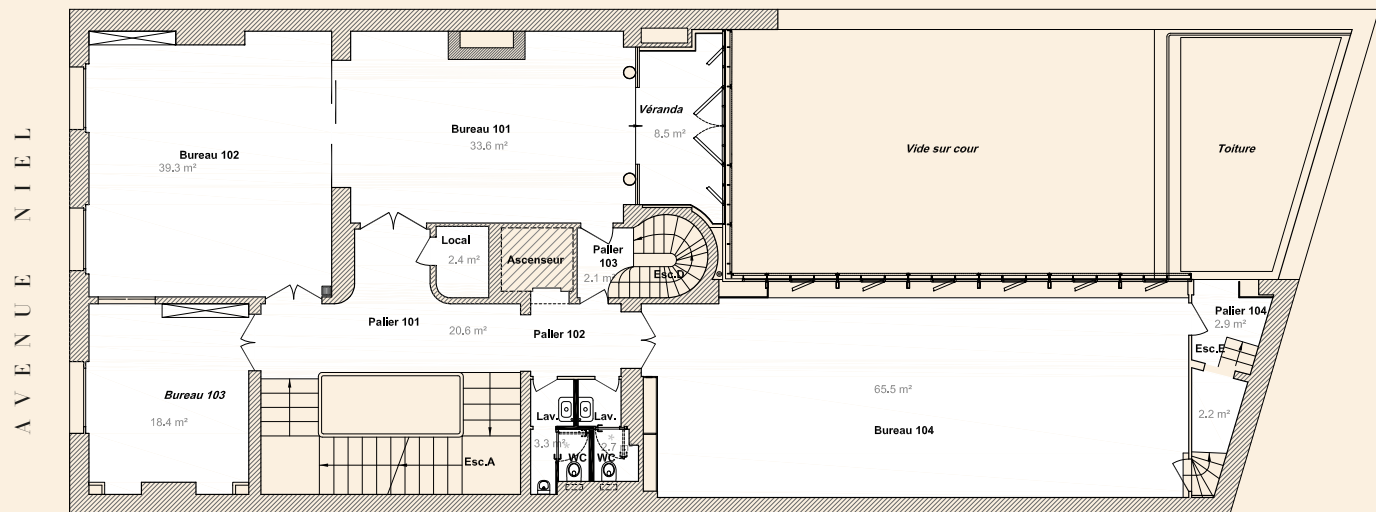 AVENUE NIEL
Bureau 102
39.3 m²
Bureau 101
33.6 m²
Véranda
8.5 m²
Vide sur cour
Toiture
Local
2.4 m²
Ascenseur
Palier
103
2.1 m²
Esc.D
Palier 101
20.6 m²
Palier 102
Palier 104
2.9 m²
Esc.E
Bureau 103
18.4 m²
Esc.A
Lav.
3.3 m²
WC
Lav.
2.7
WC
65.5 m²
Bureau 104
2.2 m²